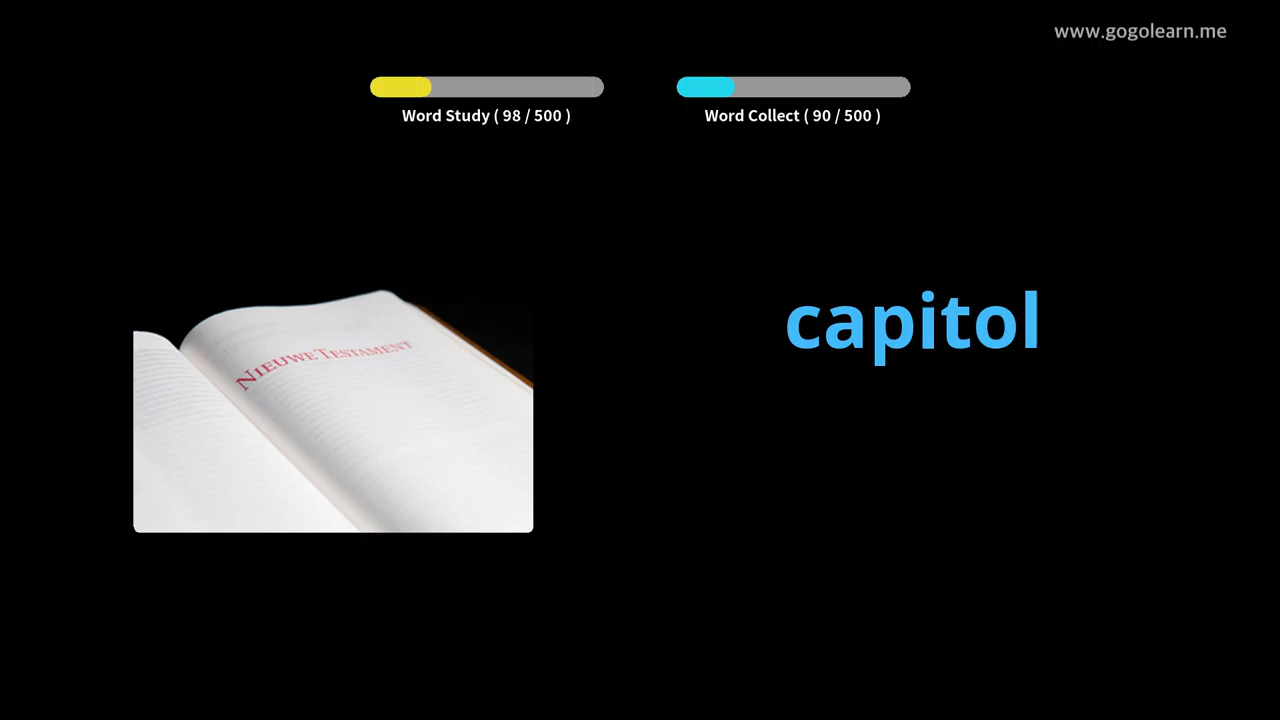 www.gogolearn.me
Word Study ( 98 / 500 )
Word Collect ( 90 / 500 )
capitol
NIEUWE TESTAMENT